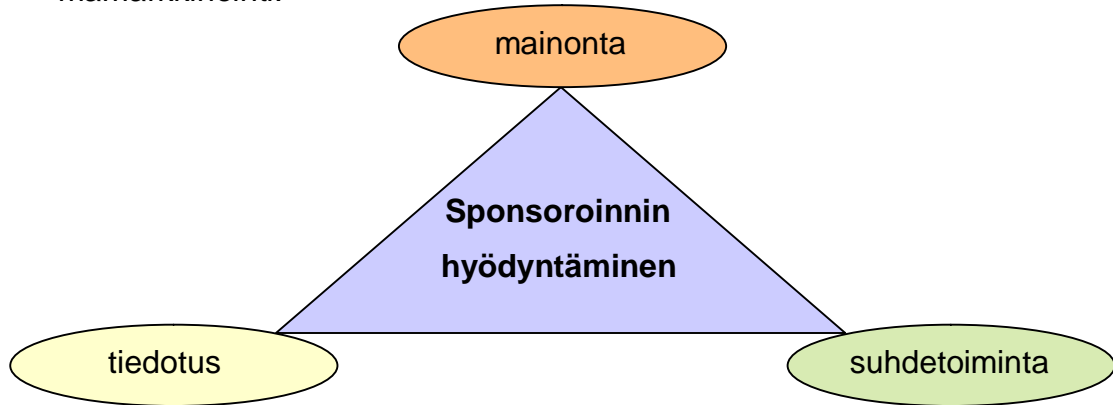 mainonta
Sponsoroinnin
hyödyntäminen
tiedotus
suhdetoiminta